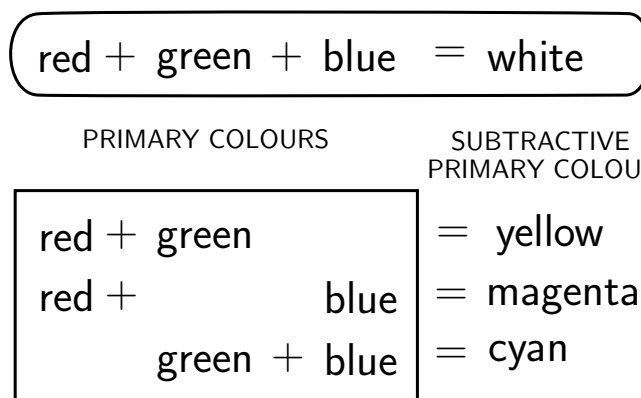 red + green + blue = white
PRIMARY COLOURS
SUBTRACTIVE
PRIMARY COLOU
red + green = yellow
red + blue = magenta
green + blue = cyan